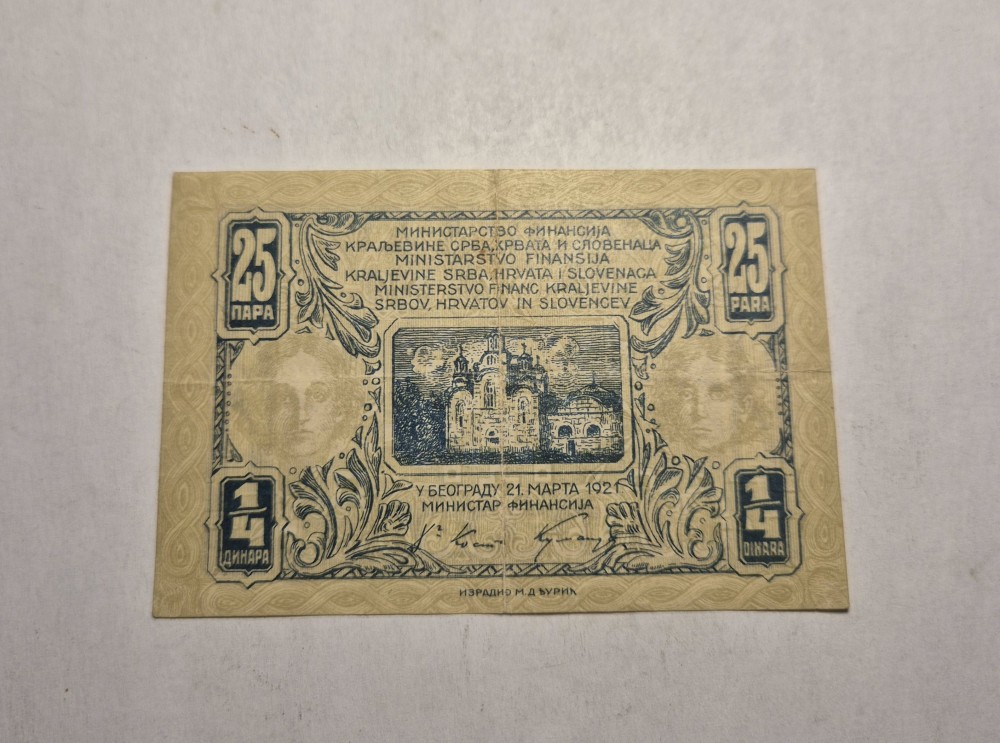 25
ПАРА
25
PARA
МИНИСТАРСТВО ФИНАНСИЈА
КРАЉЕВИНЕ СРБА, ХРВАТА И СЛОВЕНАЦА
MINISTARSTVO FINANSIJA
KRALJEVINE SRBA, HRVATA I SLOVENACA
MINISTERSTVO FINANC KRALJEVINE
SRBOV, HRVATOV IN SLOVENCEV
У БЕОГРАДУ 21. МАРТА 1921
МИНИСТАР ФИНАНСИЈА
1/4
ДИНАРА
1/4
DINARA
ИЗРАДИО М. Д ЂУРИЋ